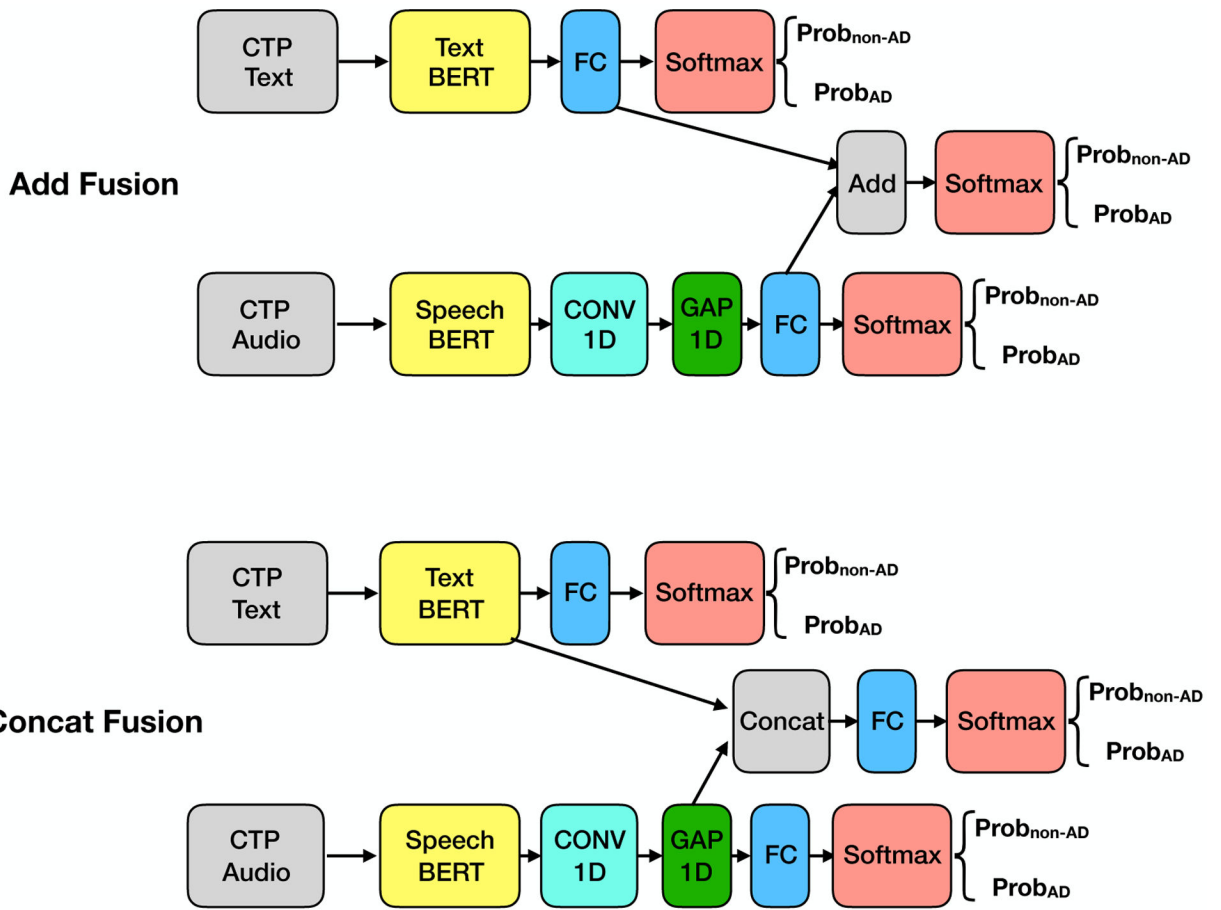 CTP
Text
Text
BERT
FC
Softmax
Probnon-AD
ProbAD
Add Fusion
Add
Softmax
Probnon-AD
ProbAD
CTP
Audio
Speech
BERT
CONV
1D
GAP
1D
FC
Softmax
Probnon-AD
ProbAD
CTP
Text
Text
BERT
FC
Softmax
Probnon-AD
ProbAD
Concat Fusion
Concat
FC
Softmax
Probnon-AD
ProbAD
CTP
Audio
Speech
BERT
CONV
1D
GAP
1D
FC
Softmax
Probnon-AD
ProbAD